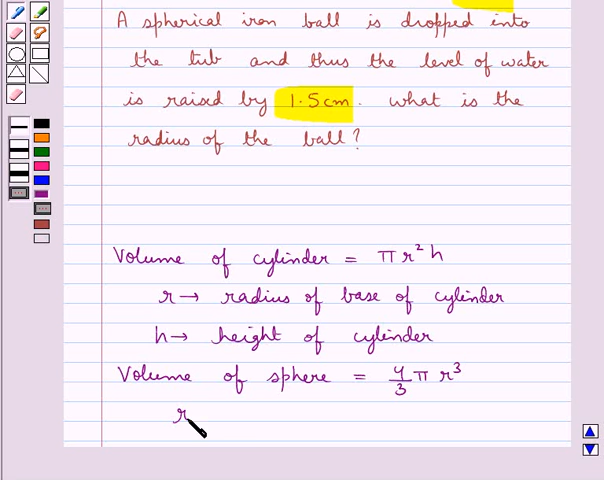 A spherical iron ball is dropped into
the tub and thus the level of water
is raised by 1.5cm. what is the
radius of the ball?
Volume of cylinder = πr²h
r → radius of base of cylinder
h → height of cylinder
Volume of sphere = 4/3 π r³
r